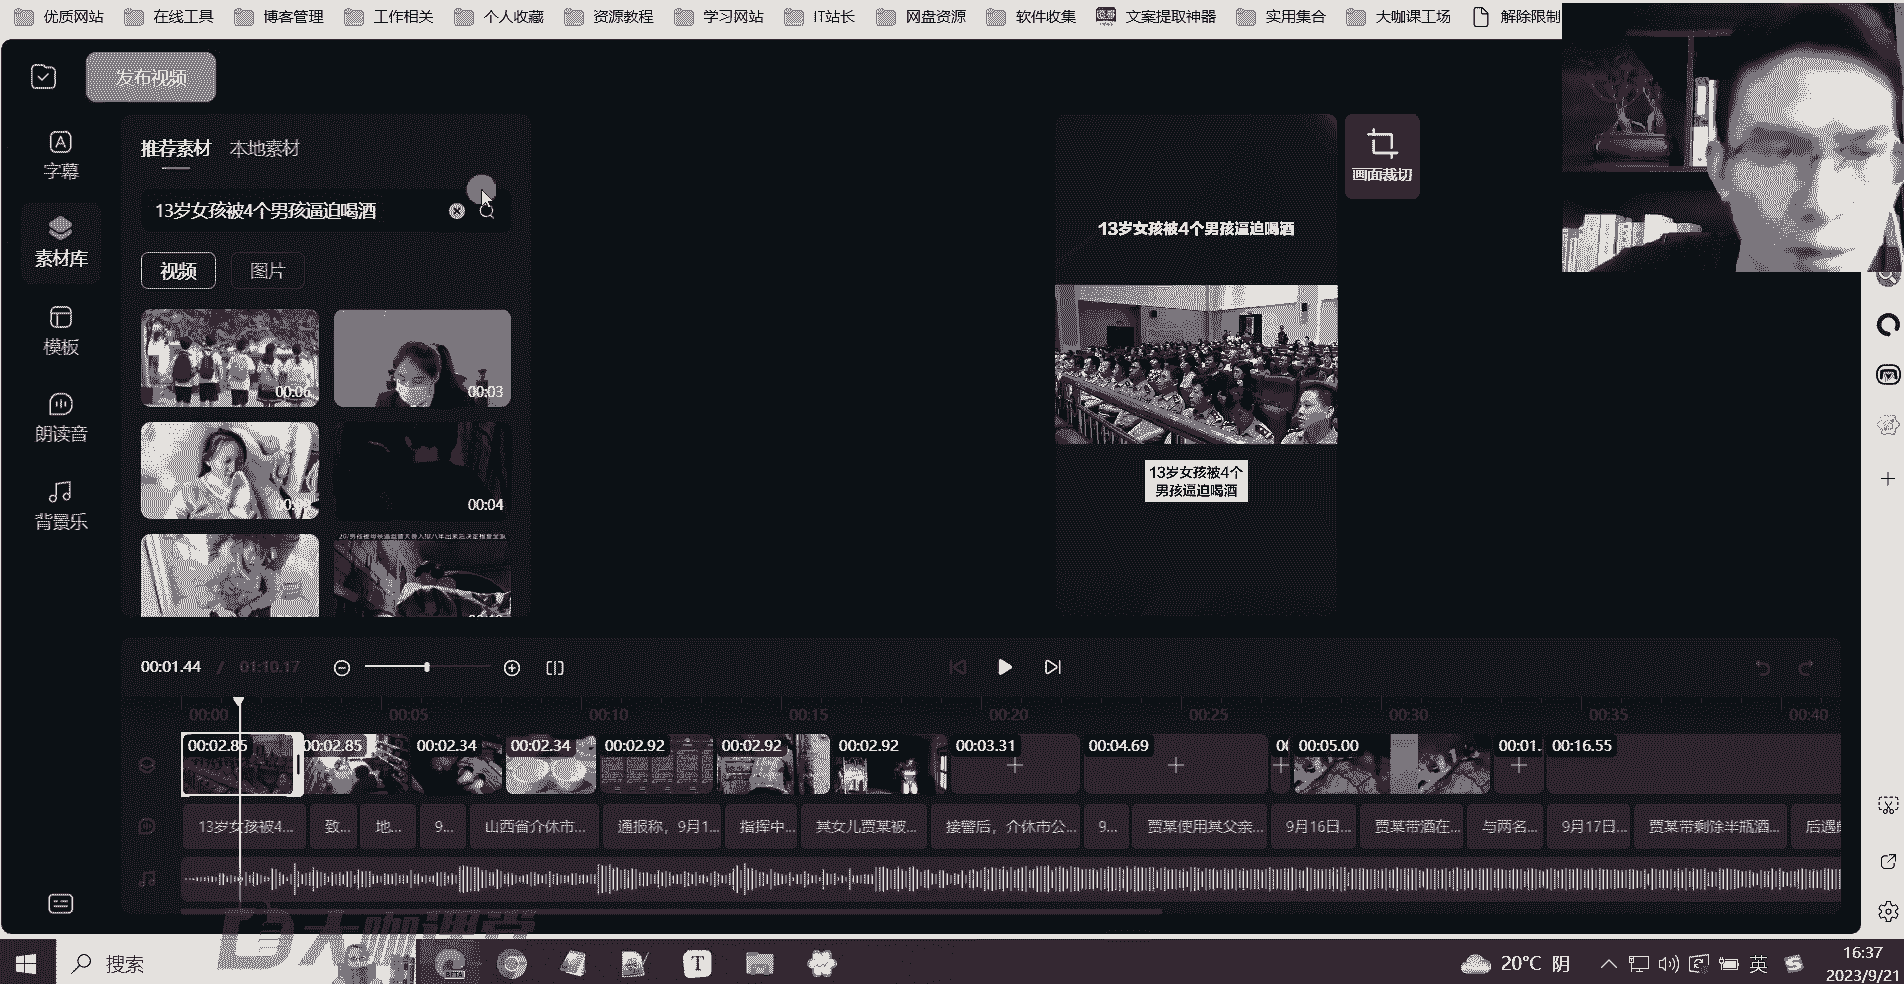 优质网站 在线工具 博客管理 工作相关 个人收藏 资源教程 学习网站 IT站长 网盘资源 软件收集 文案提取神器 实用集合 大咖课工场 解除限制
发布视频
字幕
素材库
模板
朗读音
背景乐
推荐素材 本地素材
13岁女孩被4个男孩逼迫喝酒
视频 图片
00:06 00:03
00:04
画面裁切
13岁女孩被4个男孩逼迫喝酒
13岁女孩被4个
男孩逼迫喝酒
00:01.44 / 01:10.17
00:00 00:05 00:10 00:15 00:20 00:25 00:30 00:35 00:40
00:02.85 00:02.85 00:02.34 00:02.34 00:02.92 00:02.92 00:02.92 00:03.31 00:04.69 00:05.00 00:01. 00:16.55
13岁女孩被4... 致... 地... 9... 山西省介休市... 通报称，9月1... 指挥中... 其女儿贾某被... 接警后，介休市公... 9... 贾某使用其父亲... 9月16日... 贾某带酒在... 与两名... 9月17日... 贾某带剩除半瓶酒...
大咖课堂
搜索
BETA
T
20°C 阴
英
16:37
2023/9/21